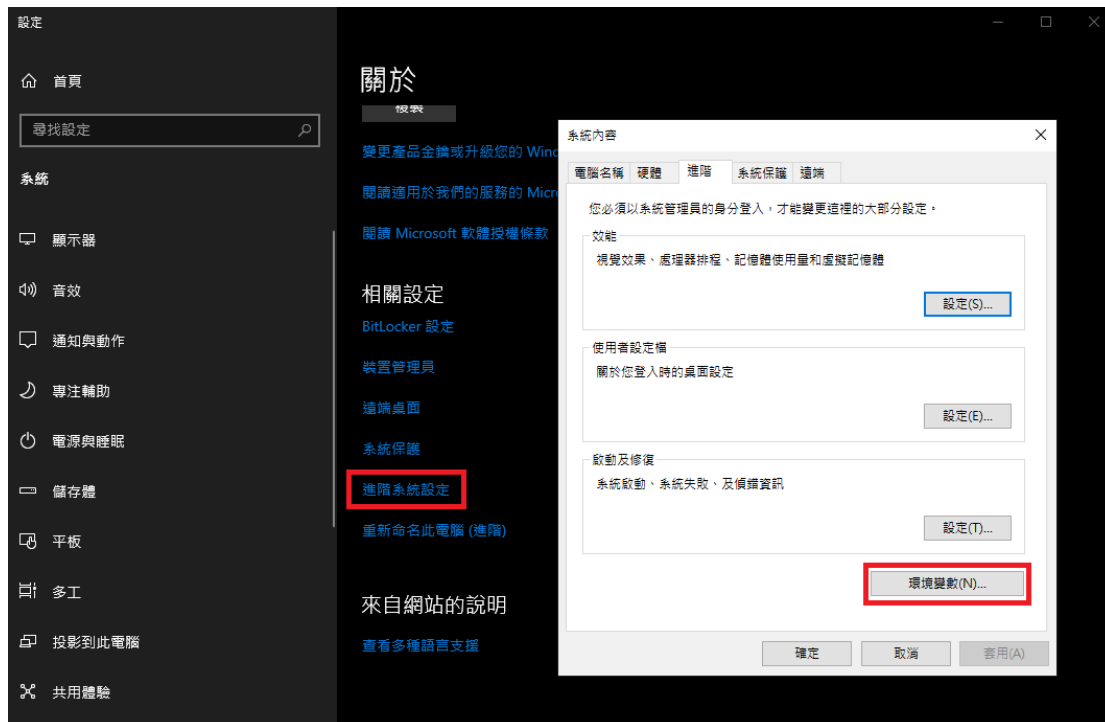 設定
首頁
尋找設定
系統
顯示器
音效
通知與動作
專注輔助
電源與睡眠
儲存體
平板
多工
投影到此電腦
共用體驗
關於
複製
變更產品金鑰或升級您的 Wind
閱讀適用於我們的服務的 Micr
閱讀 Microsoft 軟體授權條款
相關設定
BitLocker 設定
裝置管理員
遠端桌面
系統保護
進階系統設定
重新命名此電腦 (進階)
來自網站的說明
查看多種語言支援
系統內容
電腦名稱 硬體 進階 系統保護 遠端
您必須以系統管理員的身分登入，才能變更這裡的大部分設定。
效能
視覺效果、處理器排程、記憶體使用量和虛擬記憶體
設定(S)...
使用者設定檔
關於您登入時的桌面設定
設定(E)...
啟動及修復
系統啟動、系統失敗、及偵錯資訊
設定(T)...
環境變數(N)...
確定 取消 套用(A)